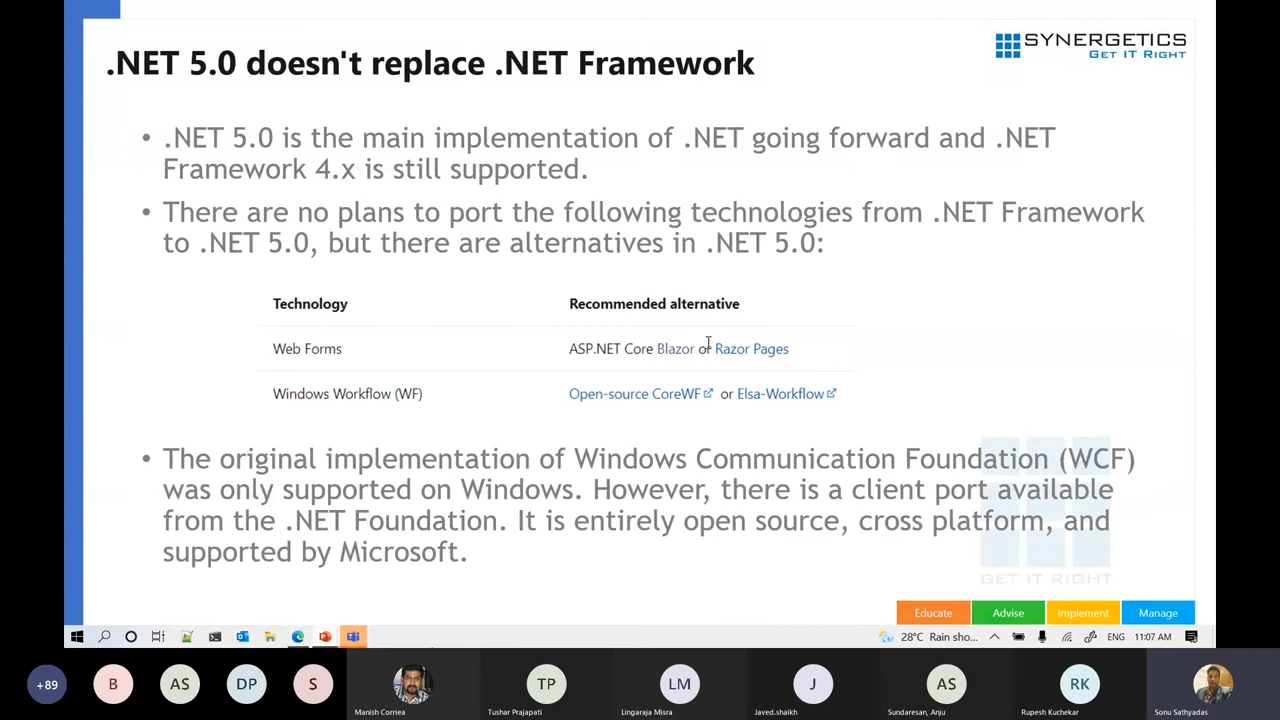 .NET 5.0 doesn't replace .NET Framework
SYNERGETICS
GET IT RIGHT
• .NET 5.0 is the main implementation of .NET going forward and .NET
Framework 4.x is still supported.
• There are no plans to port the following technologies from .NET Framework
to .NET 5.0, but there are alternatives in .NET 5.0:
Technology Recommended alternative
Web Forms ASP.NET Core Blazor or Razor Pages
Windows Workflow (WF) Open-source CoreWF or Elsa-Workflow
• The original implementation of Windows Communication Foundation (WCF)
was only supported on Windows. However, there is a client port available
from the .NET Foundation. It is entirely open source, cross platform, and
supported by Microsoft.
GET IT RIGHT
Educate Advise Implement Manage
28°C Rain sho... ENG 11:07 AM
+89 B AS DP S TP LM J AS RK
Manish Corriea Tushar Prajapati Lingaraja Misra Javed.shaikh Sundaresan, Anju Rupesh Kuchekar Sonu Sathyadas